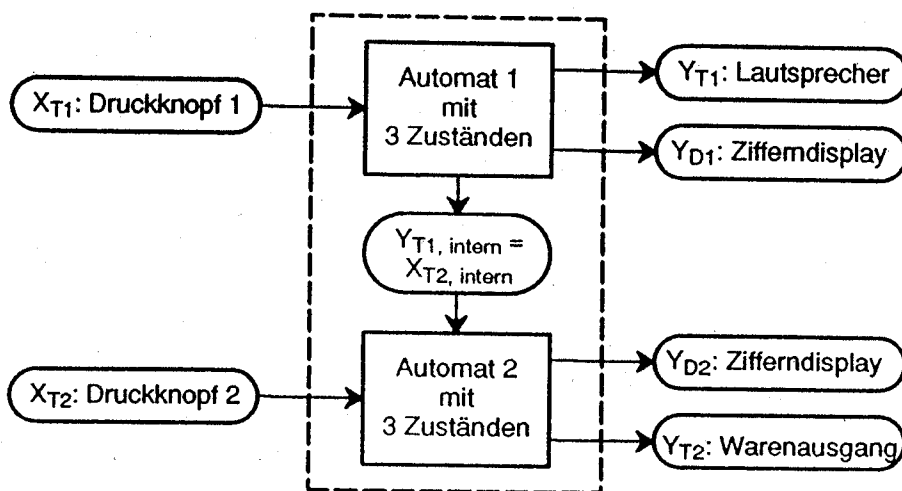 X_T1: Druckknopf 1
Automat 1
mit
3 Zuständen
Y_T1: Lautsprecher
Y_D1: Zifferndisplay
Y_T1, intern =
X_T2, intern
X_T2: Druckknopf 2
Automat 2
mit
3 Zuständen
Y_D2: Zifferndisplay
Y_T2: Warenausgang